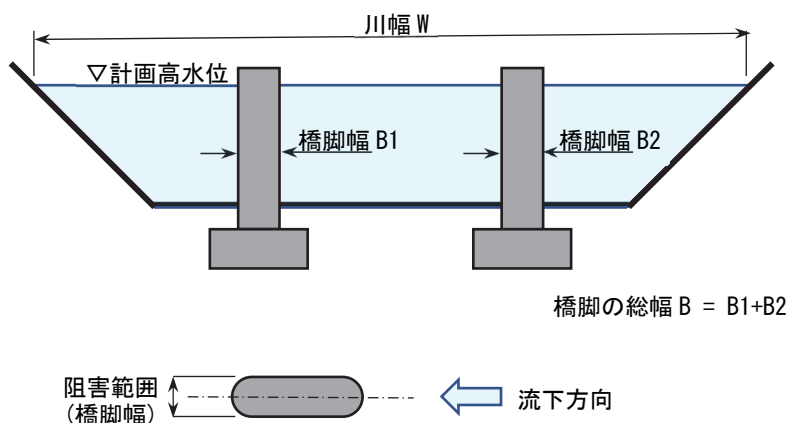 川幅 W
▽計画高水位
橋脚幅 B1
橋脚幅 B2
橋脚の総幅 B = B1+B2
阻害範囲
(橋脚幅)
流下方向